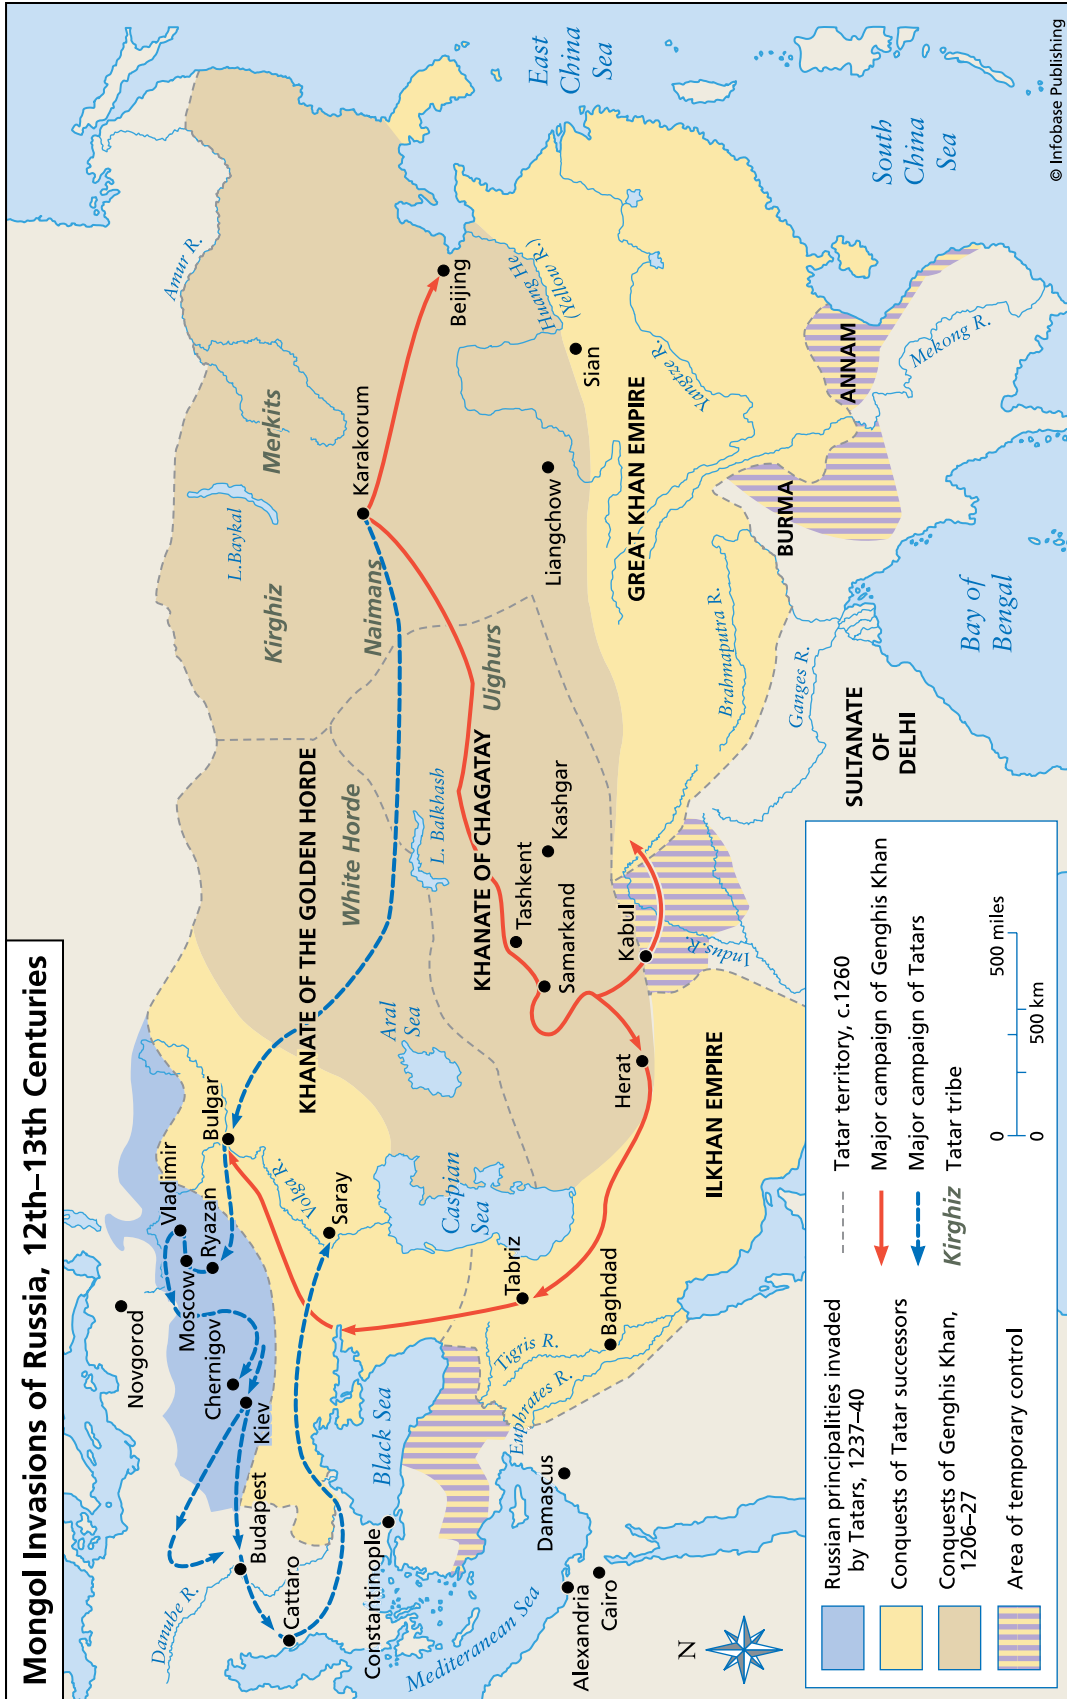 Mongol Invasions of Russia, 12th–13th Centuries
Novgorod
Vladimir
Moscow
Ryazan
Bulgar
Chernigov
Kiev
Budapest
Danube R.
Cattaro
Constantinople
Black Sea
Mediteranean Sea
Alexandria
Cairo
Damascus
Euphrates R.
Tigris R.
Baghdad
Tabriz
Volga R.
Saray
Caspian
Sea
Aral
Sea
KHANATE OF THE GOLDEN HORDE
White Horde
L. Balkhash
KHANATE OF CHAGATAY
Tashkent
Kashgar
Samarkand
Kabul
Herat
Indus.R.
ILKHAN EMPIRE
SULTANATE
OF
DELHI
Ganges R.
Brahmaputra R.
Uighurs
Naimans
Kirghiz
L.Baykal
Merkits
Amur R.
Karakorum
Beijing
Huang He
(Yellow R.)
Sian
Liangchow
GREAT KHAN EMPIRE
Yangtze R.
BURMA
ANNAM
Mekong R.
Bay of
Bengal
South
China
Sea
East
China
Sea
N
Russian principalities invaded
by Tatars, 1237–40
Conquests of Tatar successors
Conquests of Genghis Khan,
1206–27
Area of temporary control
Tatar territory, c.1260
Major campaign of Genghis Khan
Major campaign of Tatars
Kirghiz Tatar tribe
0 500 miles
0 500 km
© Infobase Publishing